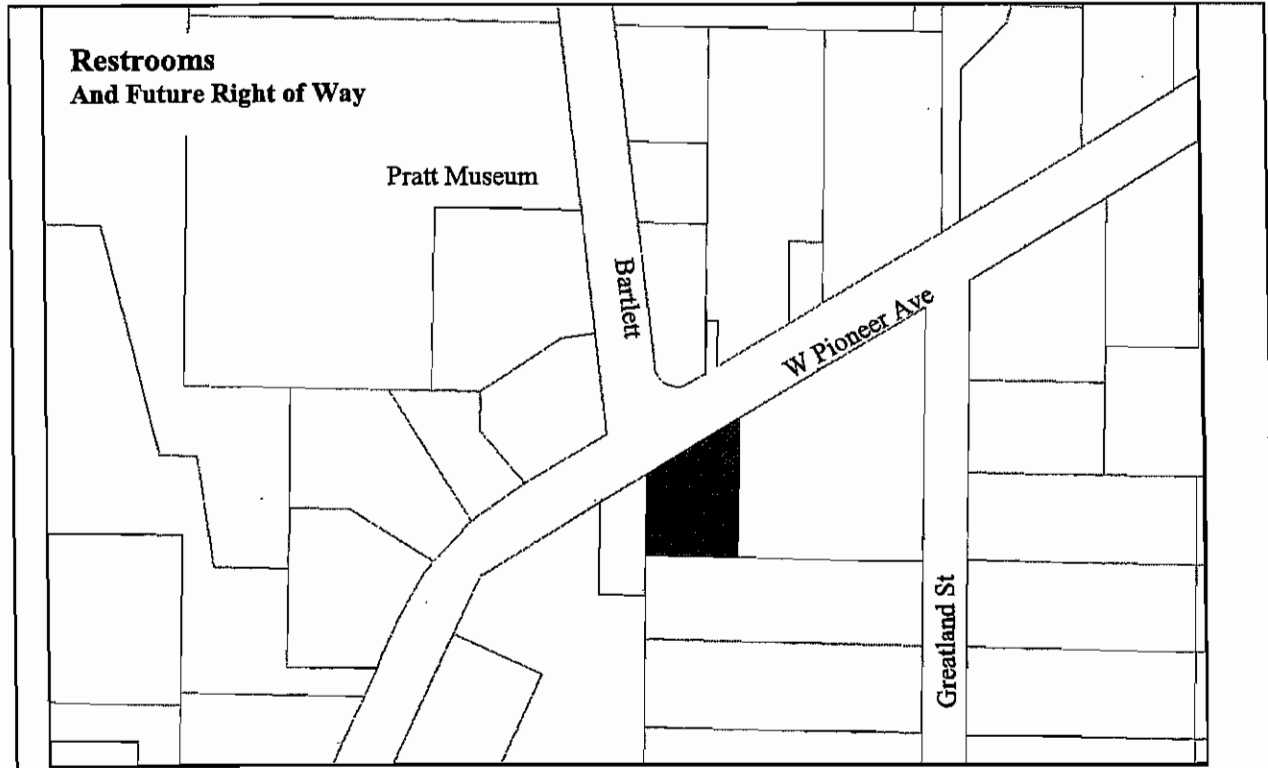 Restrooms
And Future Right of Way
Pratt Museum
Bartlett
W Pioneer Ave
Greatland St